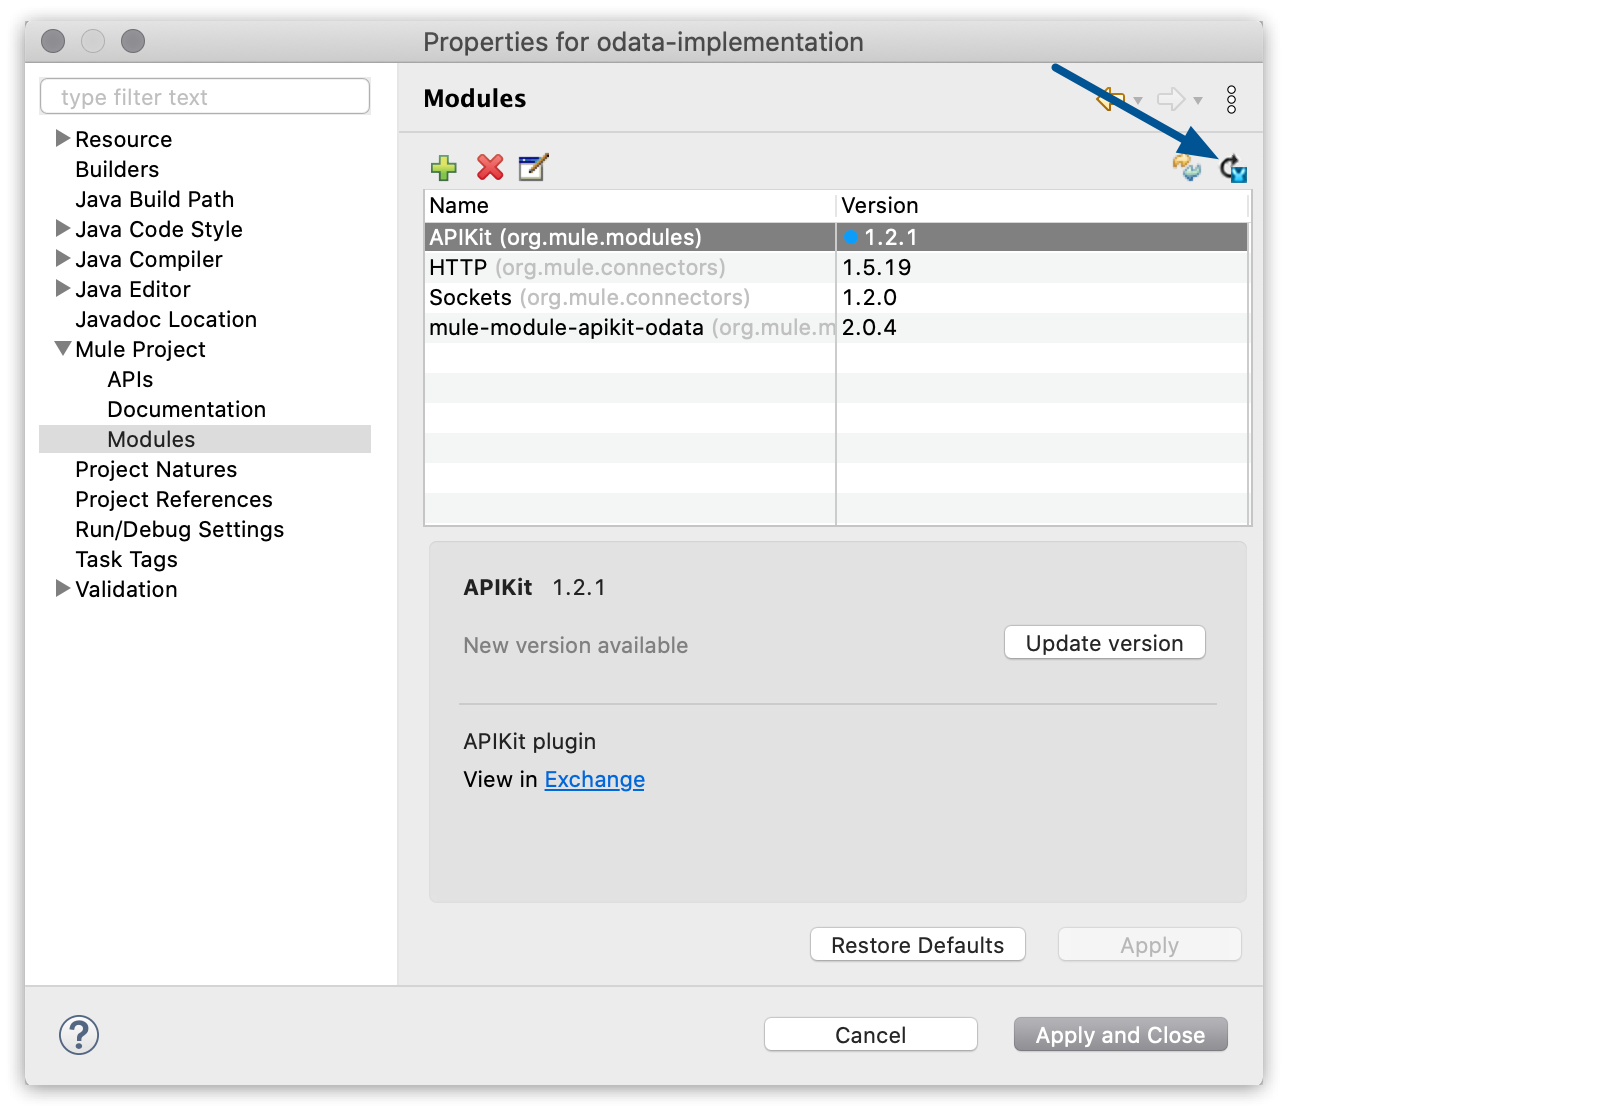 Properties for odata-implementation
type filter text
Resource
Builders
Java Build Path
Java Code Style
Java Compiler
Java Editor
Javadoc Location
Mule Project
APIs
Documentation
Modules
Project Natures
Project References
Run/Debug Settings
Task Tags
Validation
Modules
Name Version
APIKit (org.mule.modules) 1.2.1
HTTP (org.mule.connectors) 1.5.19
Sockets (org.mule.connectors) 1.2.0
mule-module-apikit-odata (org.mule.m 2.0.4
APIKit 1.2.1
New version available Update version
APIKit plugin
View in Exchange
Restore Defaults Apply
? Cancel Apply and Close